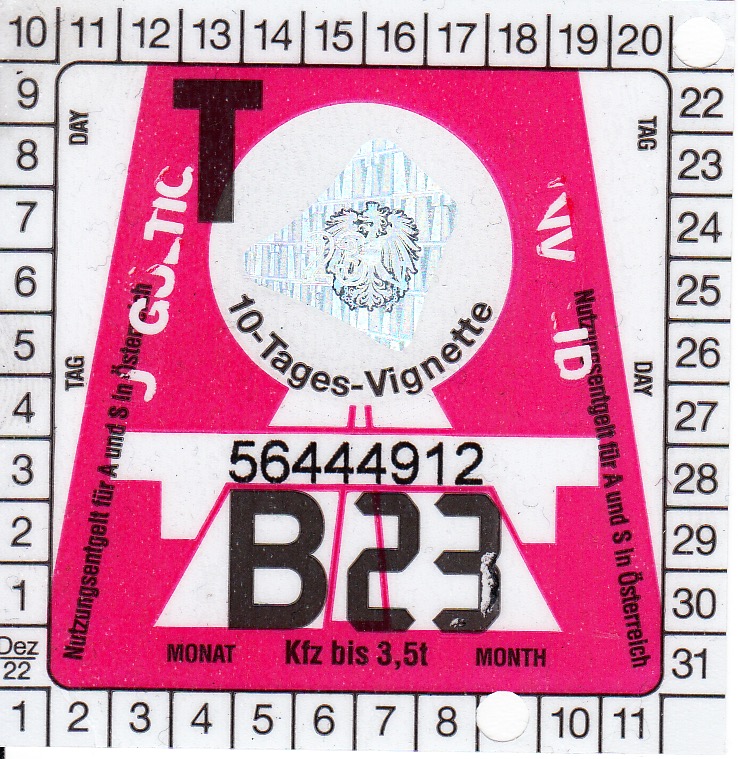 10 11 12 13 14 15 16 17 18 19 20
9
8
7
6
5
4
3
2
1
Dez
22
DAY
TAG
T
TAG
DAY
22
23
24
25
26
27
28
29
30
31
10-Tages-Vignette
Nutzungsentgelt für A und S in Österreich
Nutzungsentgelt für A und S in Österreich
56444912
B23
MONAT Kfz bis 3,5t MONTH
1 2 3 4 5 6 7 8 10 11